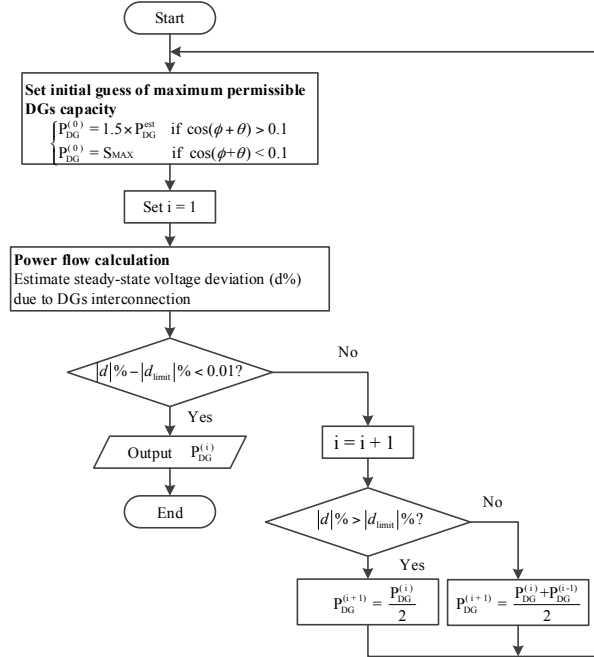 Start
Set initial guess of maximum permissible
DGs capacity
P_DG^(0) = 1.5 × P_DG^est if cos(ϕ + θ) > 0.1
P_DG^(0) = S_MAX if cos(ϕ+θ) < 0.1
Set i = 1
Power flow calculation
Estimate steady-state voltage deviation (d%)
due to DGs interconnection
|d|% − |d_limit|% < 0.01?
No
Yes
Output P_DG^(i)
i = i + 1
End
|d|% > |d_limit|%?
No
Yes
P_DG^(i+1) = P_DG^(i) / 2
P_DG^(i+1) = (P_DG^(i) + P_DG^(i-1)) / 2